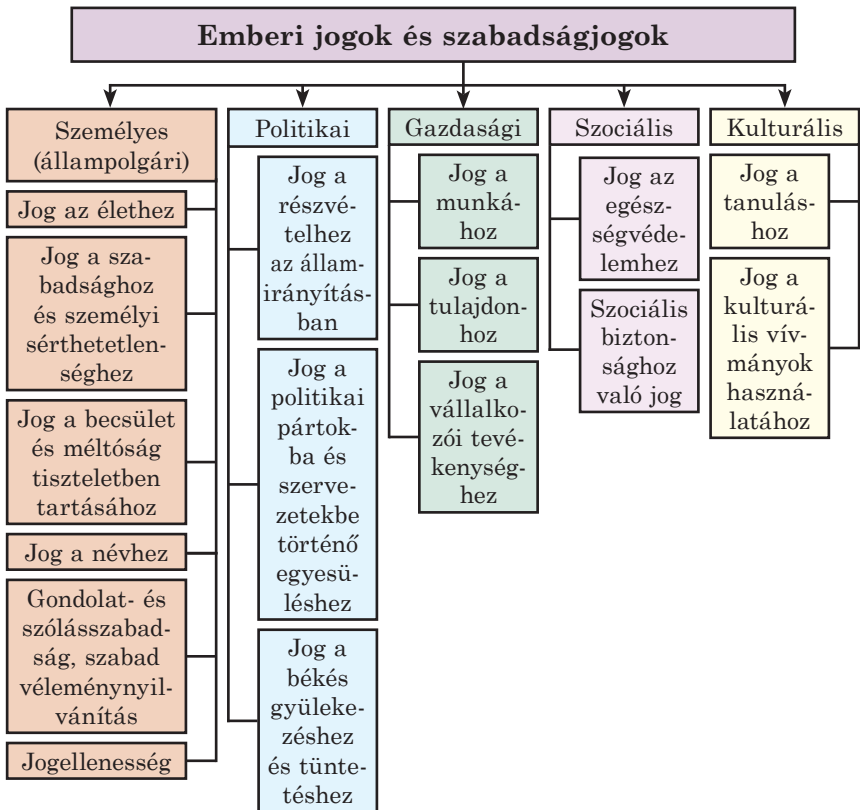 Emberi jogok és szabadságjogok
Személyes
(állampolgári)
Jog az élethez
Jog a sza-
badsághoz
és személyi
sérthetetlen-
séghez
Jog a becsület
és méltóság
tiszteletben
tartásához
Jog a névhez
Gondolat- és
szólásszabad-
ság, szabad
véleménynyil-
vánítás
Jogellenesség
Politikai
Jog a
részvé-
telhez
az állam-
irányítás-
ban
Jog a
politikai
pártok-
ba és
szerve-
zetekbe
történő
egyesü-
léshez
Jog a
békés
gyüleke-
zéshez
és tünte-
téshez
Gazdasági
Jog a
munká-
hoz
Jog a
tulajdon-
hoz
Jog a
vállalko-
zói tevé-
kenység-
hez
Szociális
Jog az
egész-
ségvéde-
lemhez
Szociális
bizton-
sághoz
való jog
Kulturális
Jog a
tanulás-
hoz
Jog a
kulturá-
lis vív-
mányok
haszná-
latához